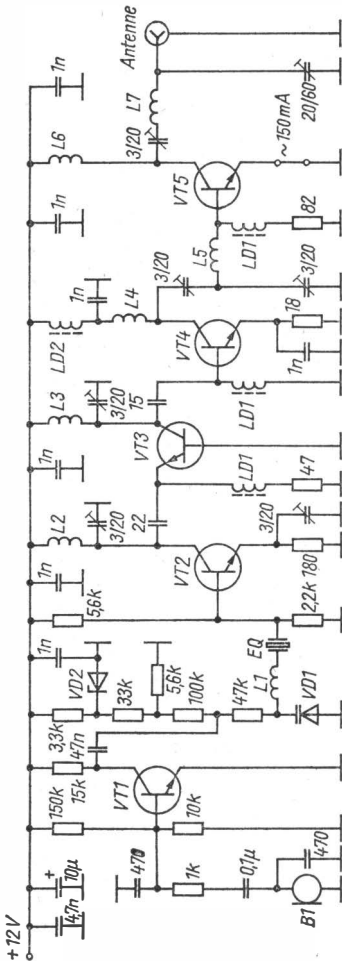 +12V
4,7n
+
10µ
150k
15k
3,3k
47n
1n
VD2
33k
5,6k
100k
47k
VT1
10k
470
1k
0,1µ
470
B1
L1
EQ
VD1
5,6k
1n
L2
3/20
22
VT2
2,2k
180
3/20
1n
L3
3/20
15
VT3
LD1
47
LD2
1n
L4
VT4
LD1
1n
18
3/20
L5
3/20
LD1
82
1n
L6
1n
3/20
L7
VT5
~150mA
20/60
Antenne